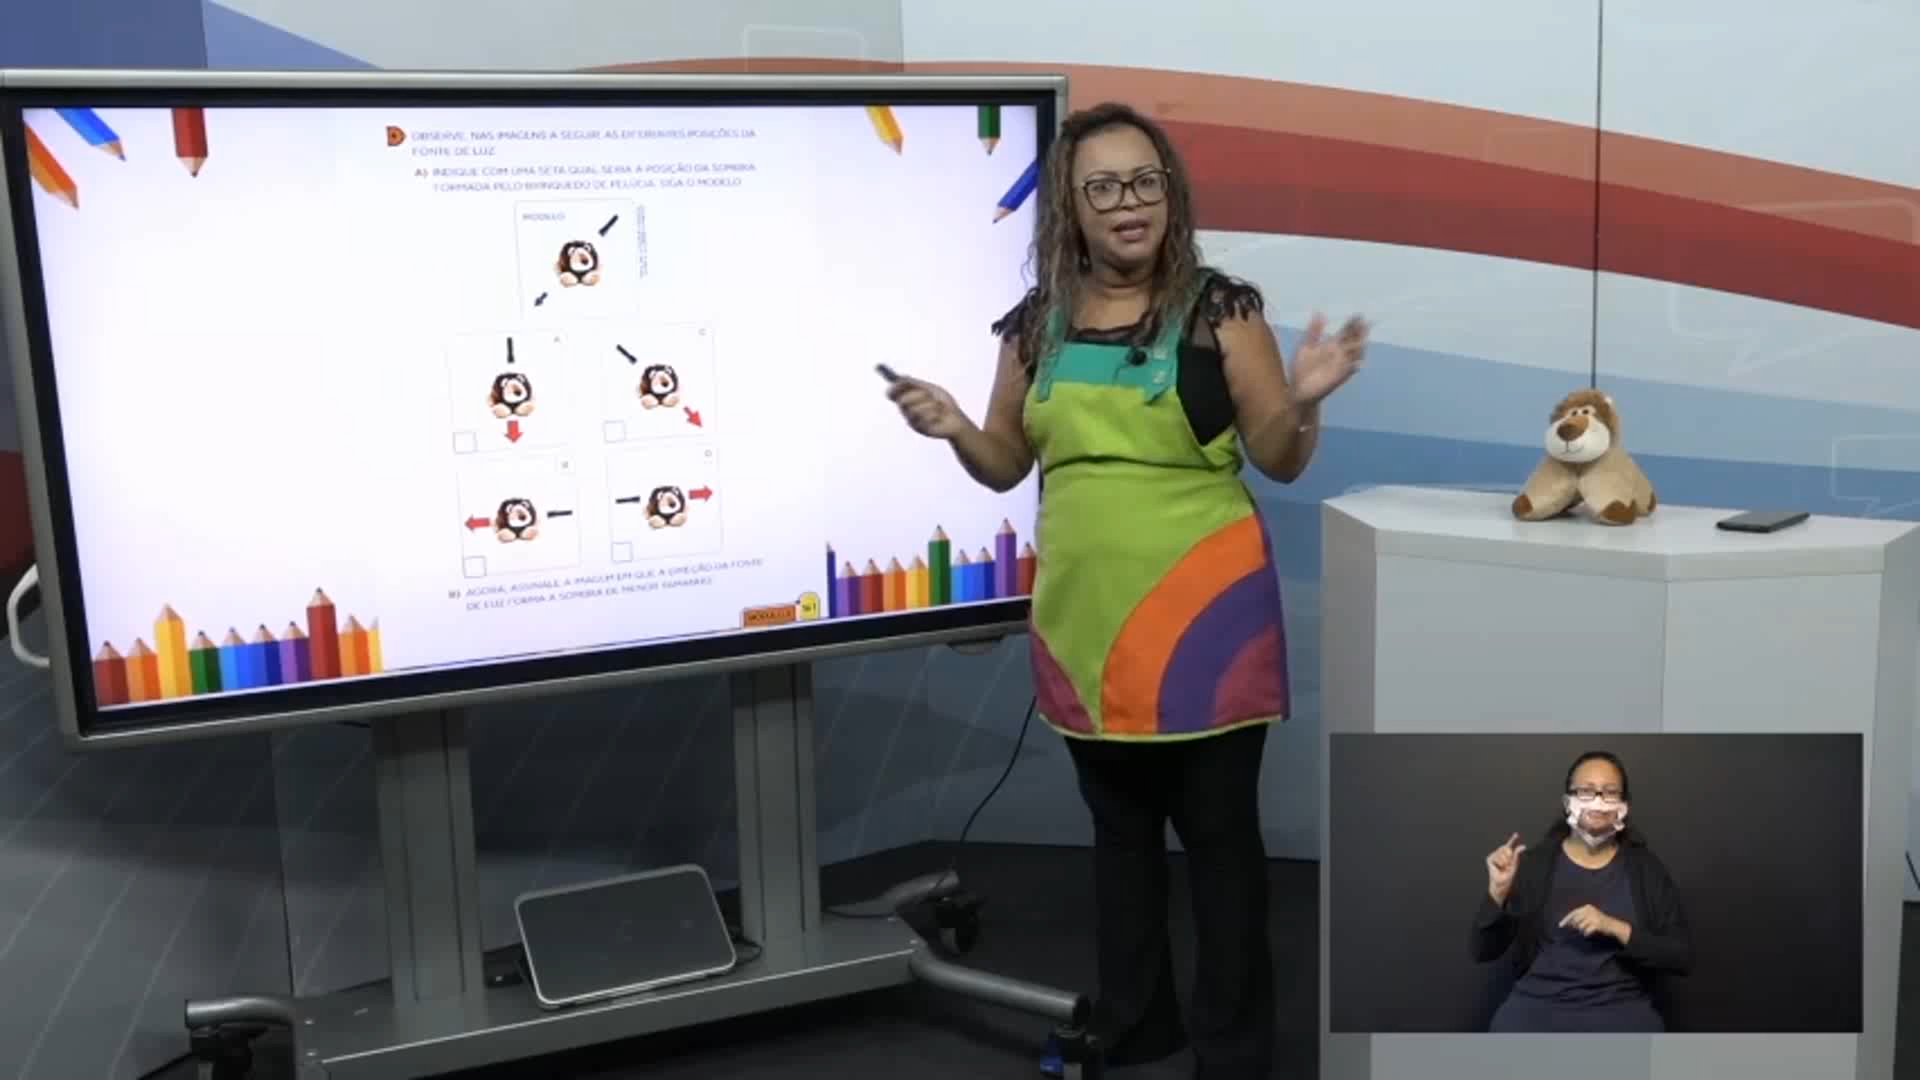 OBSERVE, NAS IMAGENS A SEGUIR, AS DIFERENTES POSIÇÕES DA
FONTE DE LUZ.
A) INDIQUE COM UMA SETA QUAL SERIA A POSIÇÃO DA SOMBRA
FORMADA PELO BRINQUEDO DE PELÚCIA. SIGA O MODELO
MODELO
A
C
B
D
B) AGORA, ASSINALE A IMAGEM EM QUE A DIREÇÃO DA FONTE
DE LUZ FORMA A SOMBRA DE MENOR TAMANHO.